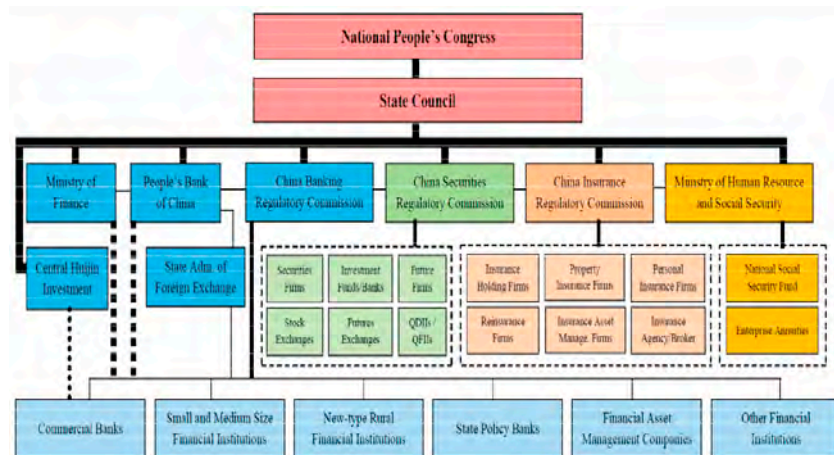 National People's Congress
State Council
Ministry of
Finance
People's Bank
of China
China Banking
Regulatory Commission
China Securities
Regulatory Commission
China Insurance
Regulatory Commission
Ministry of Human Resource
and Social Security
Central Huijin
Investment
State Adm. of
Foreign Exchange
Securities
Firms
Investment
Funds/Banks
Future
Firms
Stock
Exchanges
Futures
Exchanges
QDIIs /
QFIIs
Insurance
Holding Firms
Property
Insurance Firms
Personal
Insurance Firms
Reinsurance
Firms
Insurance Asset
Manage. Firms
Insurance
Agency/Broker
National Social
Security Fund
Enterprise Annuities
Commercial Banks
Small and Medium Size
Financial Institutions
New-type Rural
Financial Institutions
State Policy Banks
Financial Asset
Management Companies
Other Financial
Institutions